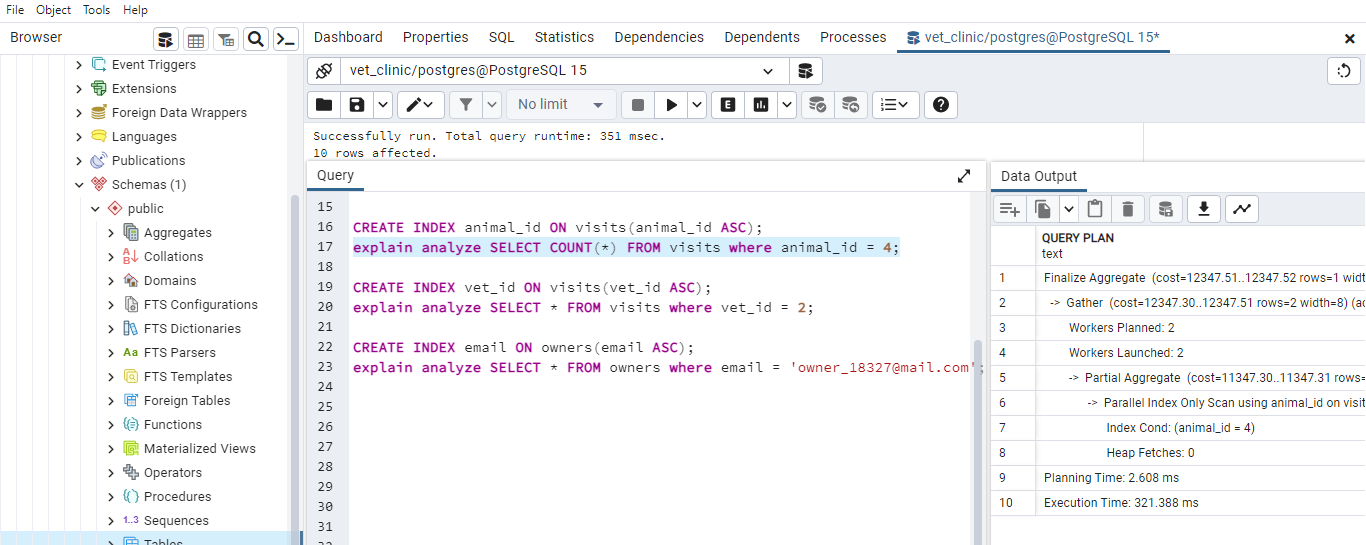 File Object Tools Help
Browser
Dashboard Properties SQL Statistics Dependencies Dependents Processes vet_clinic/postgres@PostgreSQL 15*
Event Triggers
Extensions
Foreign Data Wrappers
Languages
Publications
Schemas (1)
public
Aggregates
Collations
Domains
FTS Configurations
FTS Dictionaries
Aa FTS Parsers
FTS Templates
Foreign Tables
Functions
Materialized Views
Operators
Procedures
1..3 Sequences
Tables
vet_clinic/postgres@PostgreSQL 15
No limit
E
Successfully run. Total query runtime: 351 msec.
10 rows affected.
Query
15
16 CREATE INDEX animal_id ON visits(animal_id ASC);
17 explain analyze SELECT COUNT(*) FROM visits where animal_id = 4;
18
19 CREATE INDEX vet_id ON visits(vet_id ASC);
20 explain analyze SELECT * FROM visits where vet_id = 2;
21
22 CREATE INDEX email ON owners(email ASC);
23 explain analyze SELECT * FROM owners where email = 'owner_18327@mail.com';
24
25
26
27
28
29
30
31
Data Output
QUERY PLAN
text
1 Finalize Aggregate (cost=12347.51..12347.52 rows=1 widt
2 -> Gather (cost=12347.30..12347.51 rows=2 width=8) (ac
3 Workers Planned: 2
4 Workers Launched: 2
5 -> Partial Aggregate (cost=11347.30..11347.31 rows=
6 -> Parallel Index Only Scan using animal_id on visit
7 Index Cond: (animal_id = 4)
8 Heap Fetches: 0
9 Planning Time: 2.608 ms
10 Execution Time: 321.388 ms